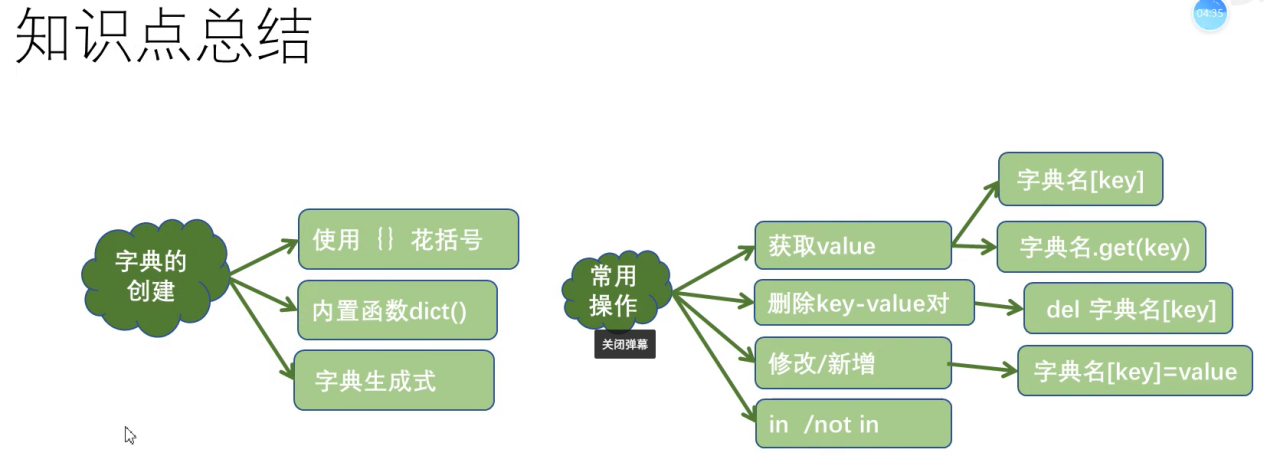 知识点总结
04:35
字典的
创建
使用 {} 花括号
内置函数dict()
字典生成式
常用
操作
关闭弹幕
获取value
字典名[key]
字典名.get(key)
删除key-value对
del 字典名[key]
修改/新增
字典名[key]=value
in /not in